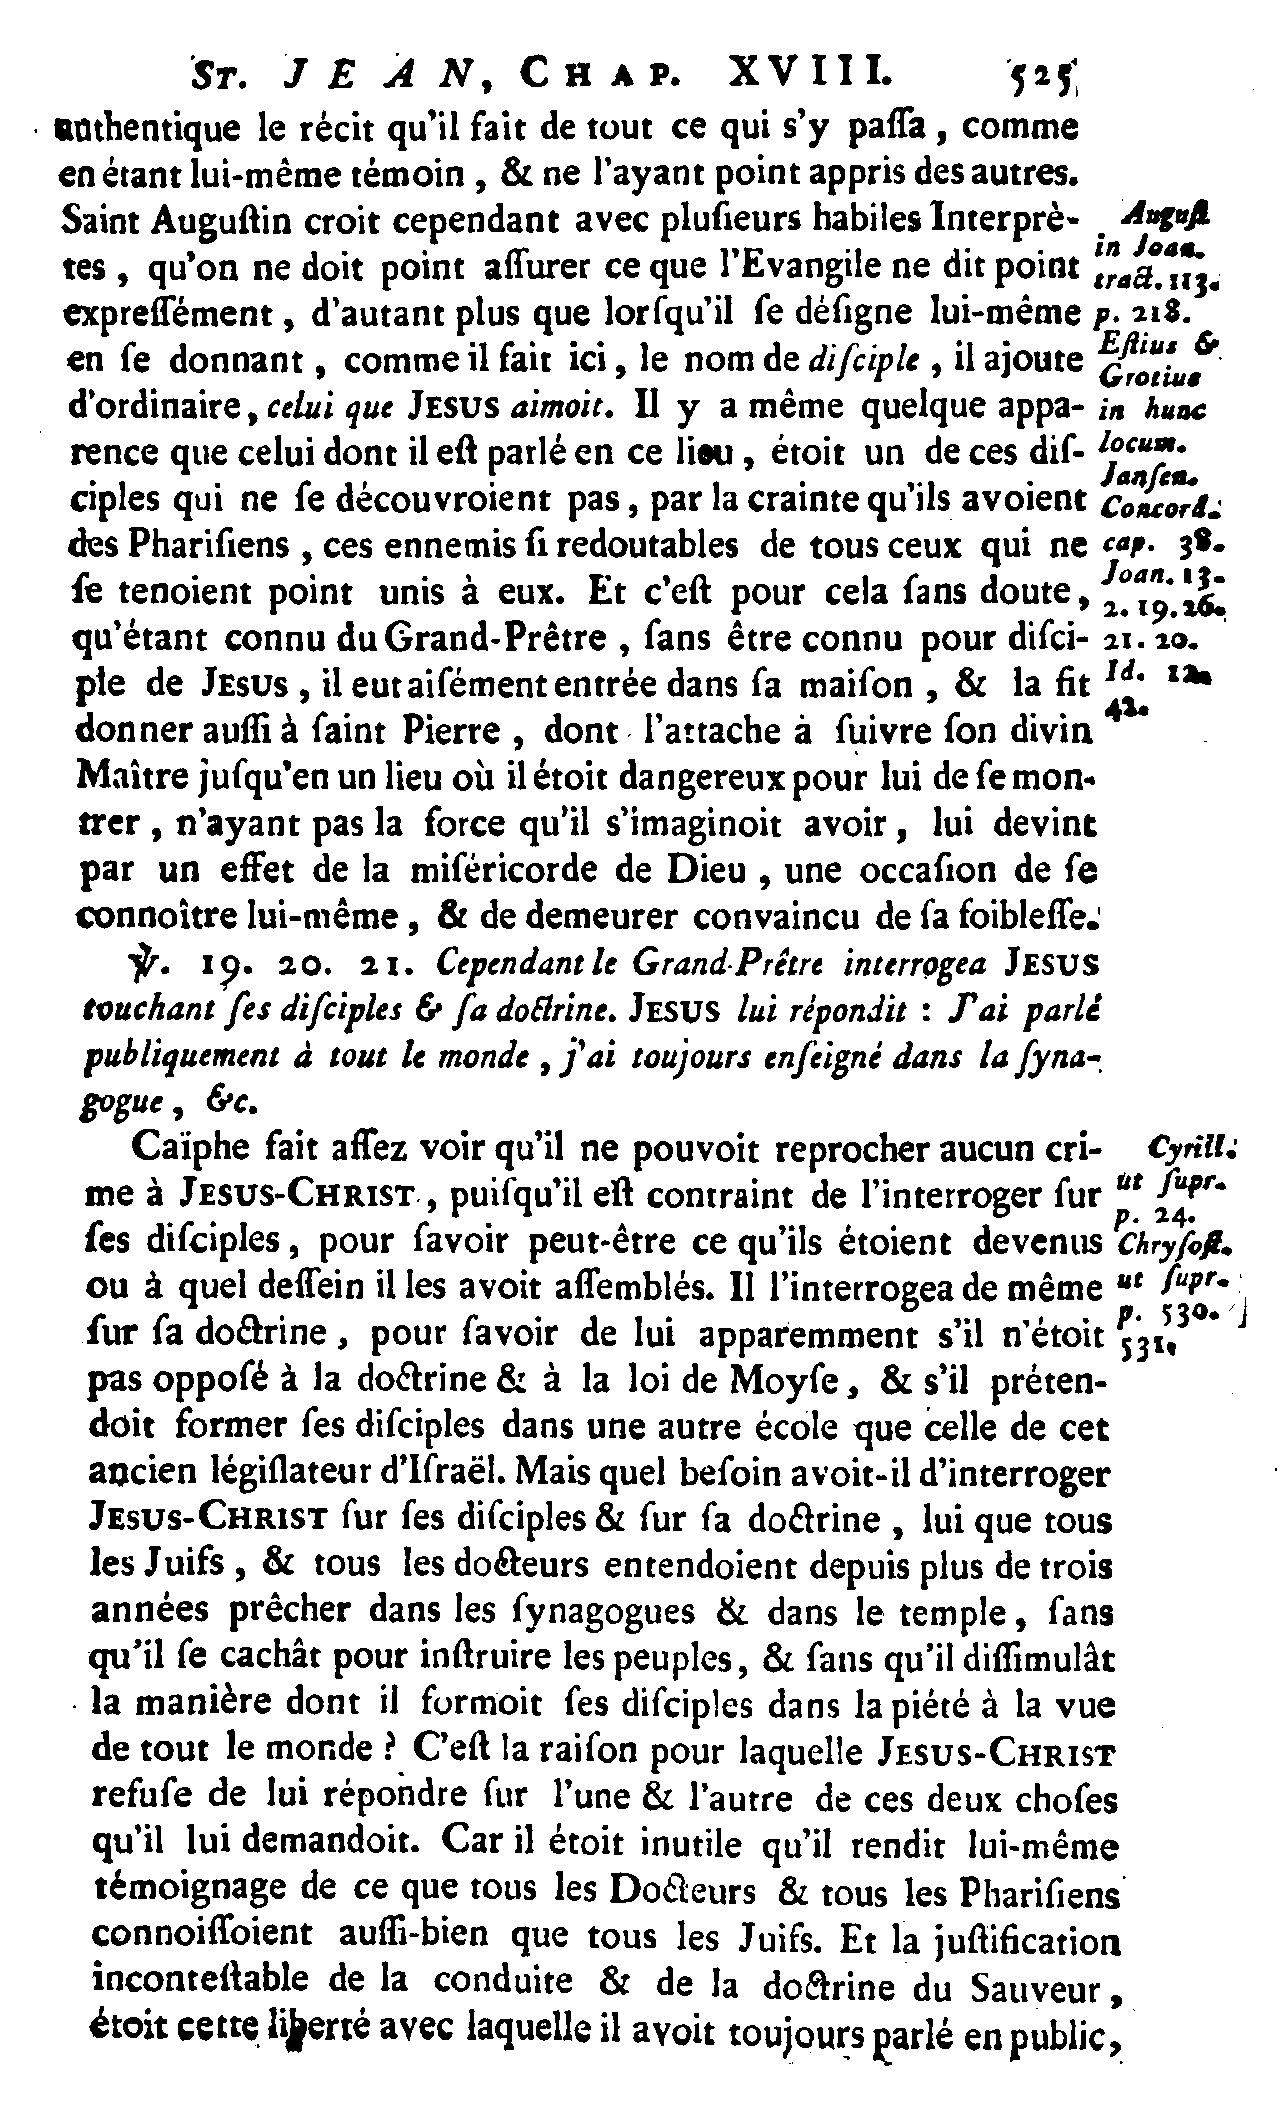 ST. JEAN, CHAP. XVIII. 525
authentique le récit qu'il fait de tout ce qui s'y paſſa, comme
en étant lui-même témoin, & ne l'ayant point appris des autres.
Saint Auguſtin croit cependant avec pluſieurs habiles Interprè-
tes, qu'on ne doit point aſſurer ce que l'Evangile ne dit point
expreſſément, d'autant plus que lorſqu'il ſe déſigne lui-même
en ſe donnant, comme il fait ici, le nom de diſciple, il ajoute
d'ordinaire, celui que JESUS aimoit. Il y a même quelque appa-
rence que celui dont il eſt parlé en ce lieu, étoit un de ces diſ-
ciples qui ne ſe découvroient pas, par la crainte qu'ils avoient
des Phariſiens, ces ennemis ſi redoutables de tous ceux qui ne
ſe tenoient point unis à eux. Et c'eſt pour cela ſans doute,
qu'étant connu du Grand-Prêtre, ſans être connu pour diſci-
ple de JESUS, il eut aiſément entrée dans ſa maiſon, & la fit
donner auſſi à ſaint Pierre, dont l'attache à ſuivre ſon divin
Maître juſqu'en un lieu où il étoit dangereux pour lui de ſe mon-
trer, n'ayant pas la force qu'il s'imaginoit avoir, lui devint
par un effet de la miſéricorde de Dieu, une occaſion de ſe
connoître lui-même, & de demeurer convaincu de ſa foibleſſe.
Auguſt.
in Joan.
tract. 113.
p. 218.
Eſtius &
Grotius
in hunc
locum.
Janſen.
Concord.
cap. 38.
Joan. 13.
2. 19. 26.
21. 20.
Id. 12.
42.
℣. 19. 20. 21. Cependant le Grand-Prêtre interrogea JESUS
touchant ſes diſciples & ſa doctrine. JESUS lui répondit : J'ai parlé
publiquement à tout le monde, j'ai toujours enſeigné dans la ſyna-
gogue, &c.
Caïphe fait aſſez voir qu'il ne pouvoit reprocher aucun cri-
me à JESUS-CHRIST, puiſqu'il eſt contraint de l'interroger ſur
ſes diſciples, pour ſavoir peut-être ce qu'ils étoient devenus
ou à quel deſſein il les avoit aſſemblés. Il l'interrogea de même
ſur ſa doctrine, pour ſavoir de lui apparemment s'il n'étoit
pas oppoſé à la doctrine & à la loi de Moyſe, & s'il préten-
doit former ſes diſciples dans une autre école que celle de cet
ancien légiſlateur d'Iſraël. Mais quel beſoin avoit-il d'interroger
JESUS-CHRIST ſur ſes diſciples & ſur ſa doctrine, lui que tous
les Juifs, & tous les docteurs entendoient depuis plus de trois
années prêcher dans les ſynagogues & dans le temple, ſans
qu'il ſe cachât pour inſtruire les peuples, & ſans qu'il diſſimulât
la manière dont il formoit ſes diſciples dans la piété à la vue
de tout le monde ? C'eſt la raiſon pour laquelle JESUS-CHRIST
refuſe de lui répondre ſur l'une & l'autre de ces deux choſes
qu'il lui demandoit. Car il étoit inutile qu'il rendit lui-même
témoignage de ce que tous les Docteurs & tous les Phariſiens
connoiſſoient auſſi-bien que tous les Juifs. Et la juſtification
inconteſtable de la conduite & de la doctrine du Sauveur,
étoit cette liberté avec laquelle il avoit toujours parlé en public,
Cyrill.
ut ſupr.
p. 24.
Chryſoſt.
ut ſupr.
p. 530.
531.